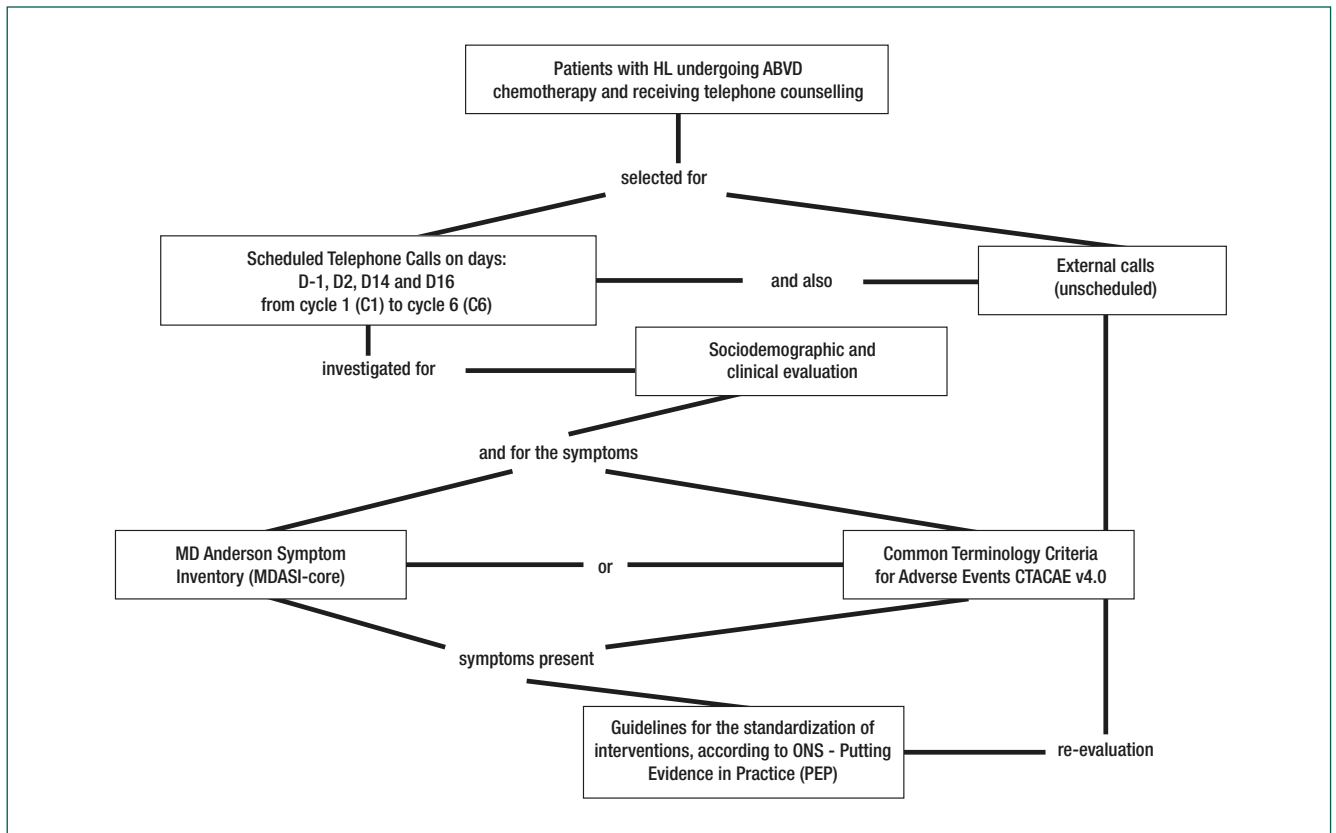 Patients with HL undergoing ABVD
chemotherapy and receiving telephone counselling
selected for
Scheduled Telephone Calls on days:
D-1, D2, D14 and D16
from cycle 1 (C1) to cycle 6 (C6)
and also
External calls
(unscheduled)
investigated for
Sociodemographic and
clinical evaluation
and for the symptoms
MD Anderson Symptom
Inventory (MDASI-core)
or
Common Terminology Criteria
for Adverse Events CTACAE v4.0
symptoms present
Guidelines for the standardization of
interventions, according to ONS - Putting
Evidence in Practice (PEP)
re-evaluation